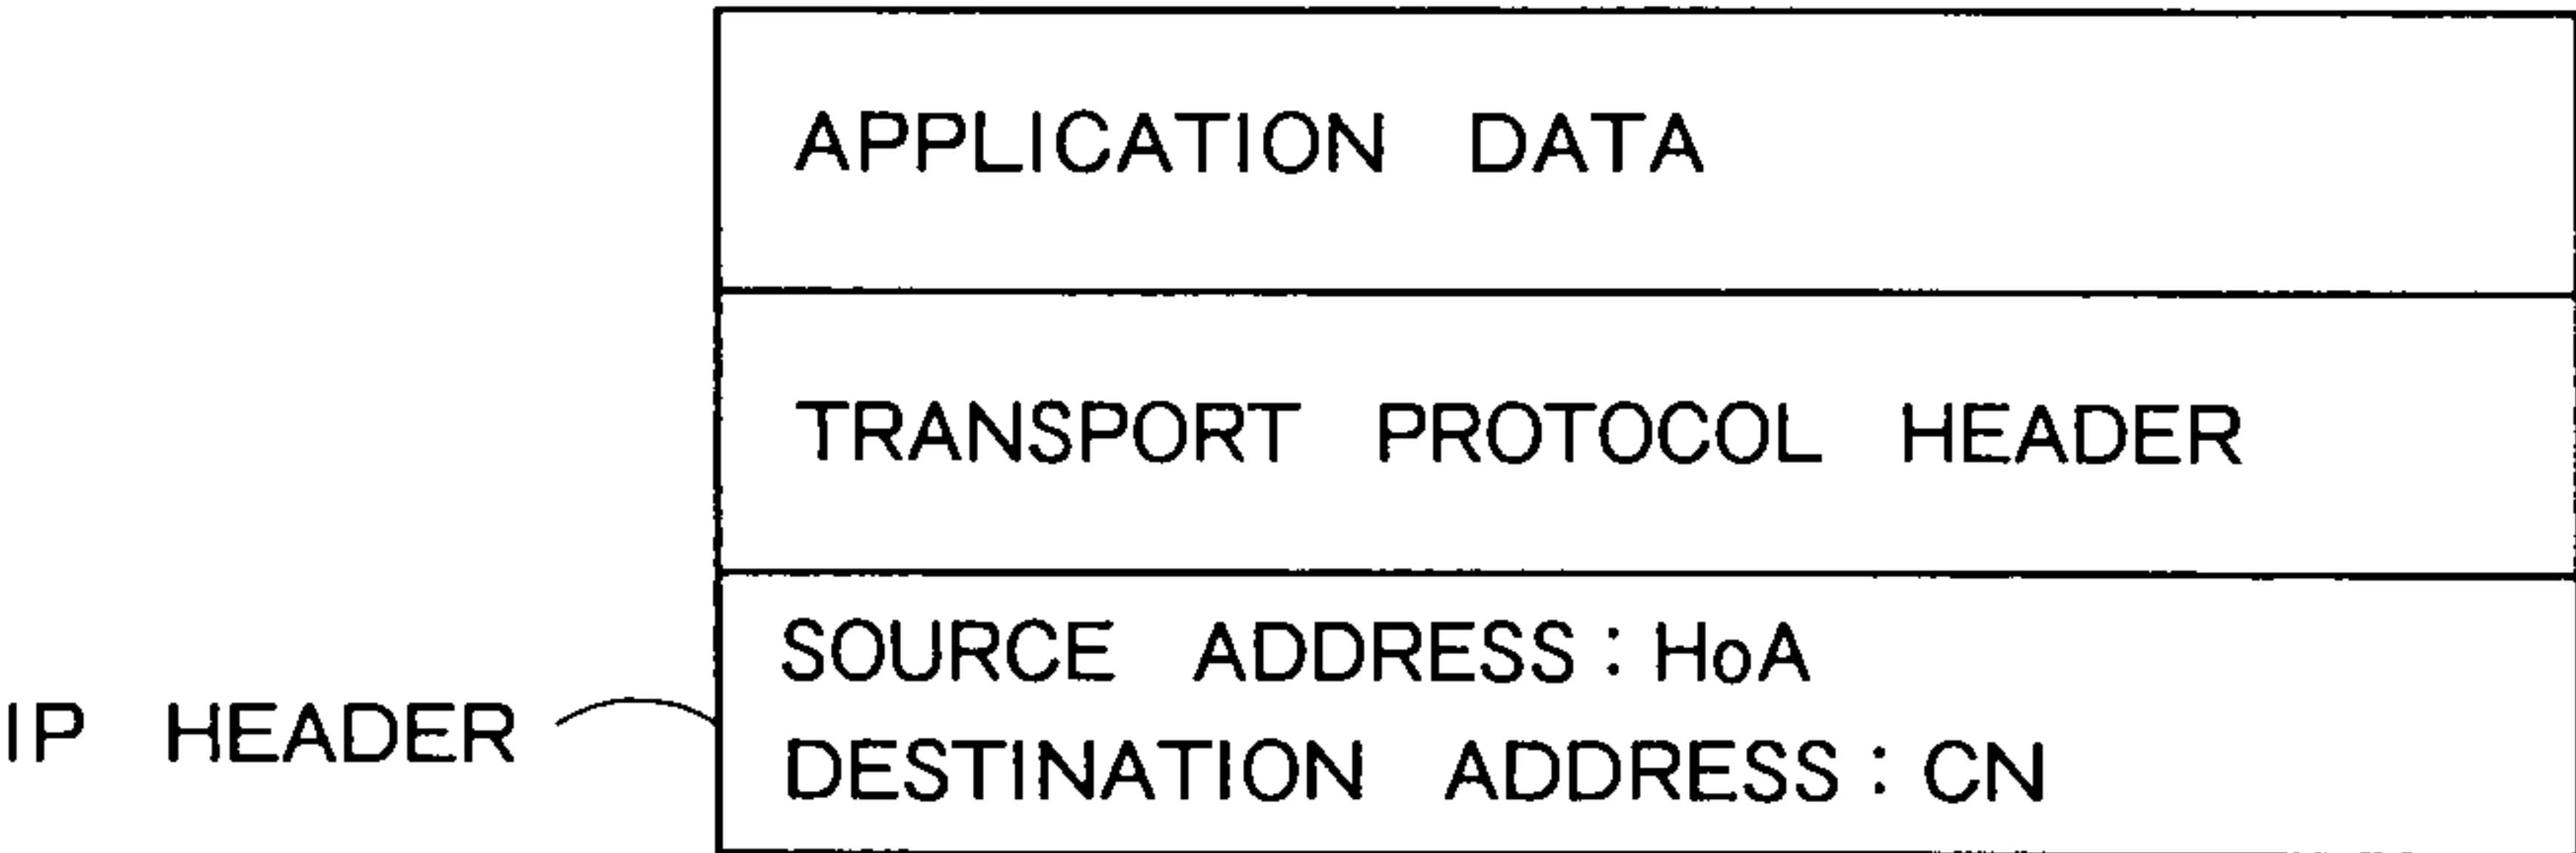 APPLICATION DATA
TRANSPORT PROTOCOL HEADER
SOURCE ADDRESS : HoA
IP HEADER
DESTINATION ADDRESS : CN